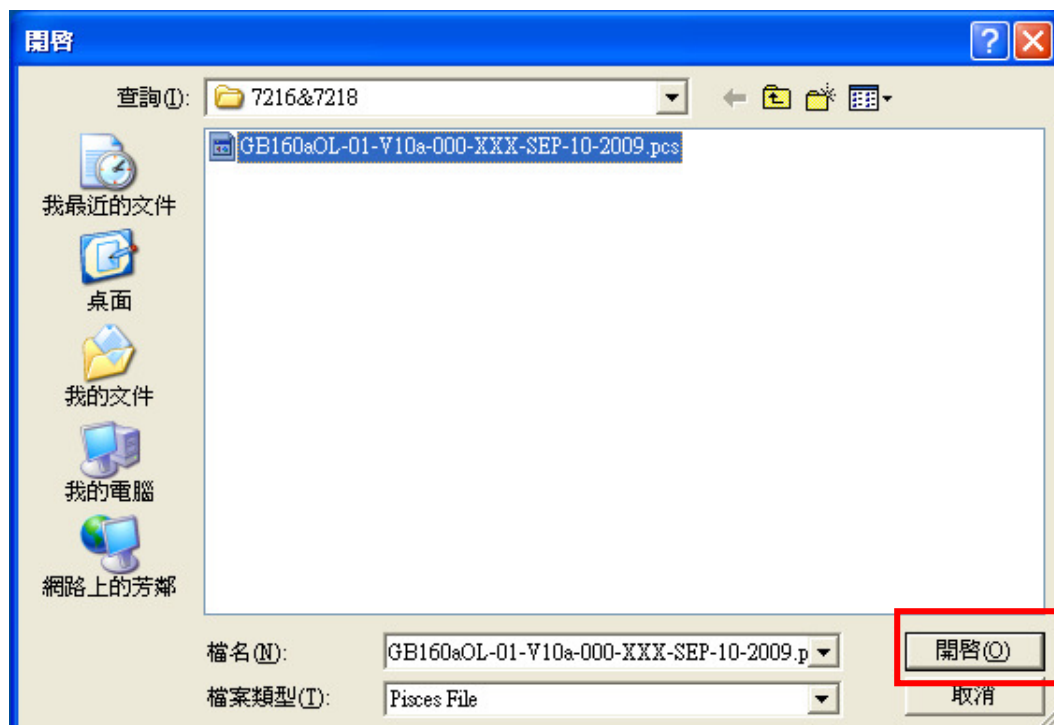 開啓
查詢(I):
7216&7218
GB160aOL-01-V10a-000-XXX-SEP-10-2009.pcs
我最近的文件
桌面
我的文件
我的電腦
網路上的芳鄰
檔名(N):
GB160aOL-01-V10a-000-XXX-SEP-10-2009.p
開啓(O)
檔案類型(T):
Pisces File
取消